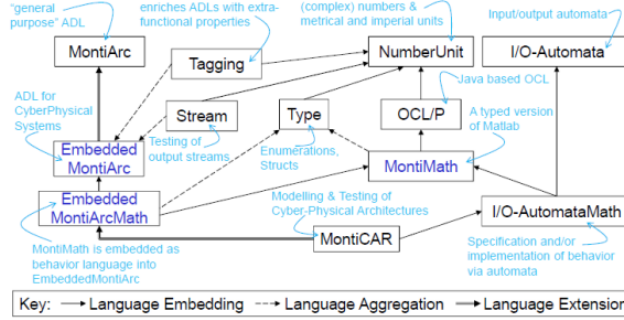 "general
purpose" ADL
enriches ADLs with extra-
functional properties
(complex) numbers &
metrical and imperial units
Input/output automata
MontiArc
Tagging
NumberUnit
I/O-Automata
Java based OCL
ADL for
CyberPhysical
Systems
Stream
Type
OCL/P
A typed version
of Matlab
Testing of
output streams
Enumerations,
Structs
Embedded
MontiArc
MontiMath
Embedded
MontiArcMath
Modelling & Testing of
Cyber-Physical Architectures
I/O-AutomataMath
MontiCAR
MontiMath is embedded as
behavior language into
EmbeddedMontiArc
Specification and/or
implementation of behavior
via automata
Key: Language Embedding Language Aggregation Language Extension